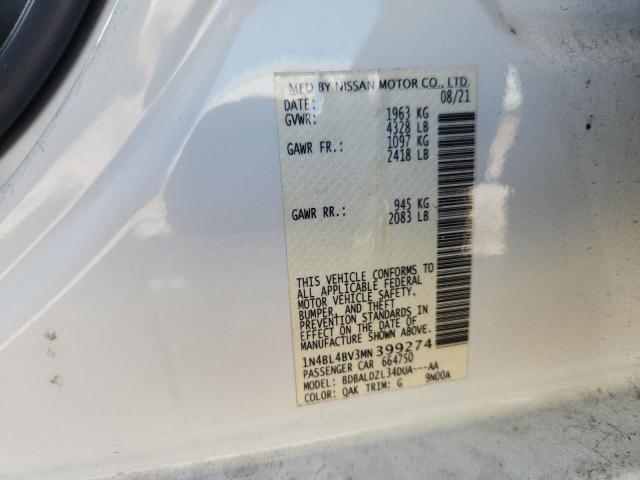 MFD BY NISSAN MOTOR CO., LTD.
DATE: 08/21
GVWR: 1963 KG
4328 LB
GAWR FR.: 1097 KG
2418 LB
GAWR RR.: 945 KG
2083 LB
THIS VEHICLE CONFORMS TO
ALL APPLICABLE FEDERAL
MOTOR VEHICLE SAFETY,
BUMPER, AND THEFT
PREVENTION STANDARDS IN
EFFECT ON THE DATE OF
MANUFACTURE SHOWN ABOVE.
1N4BL4BV3MN399274
PASSENGER CAR 664750
MODEL: BDBALDZL34DUA---AA
COLOR: QAK TRIM: G 9N00A